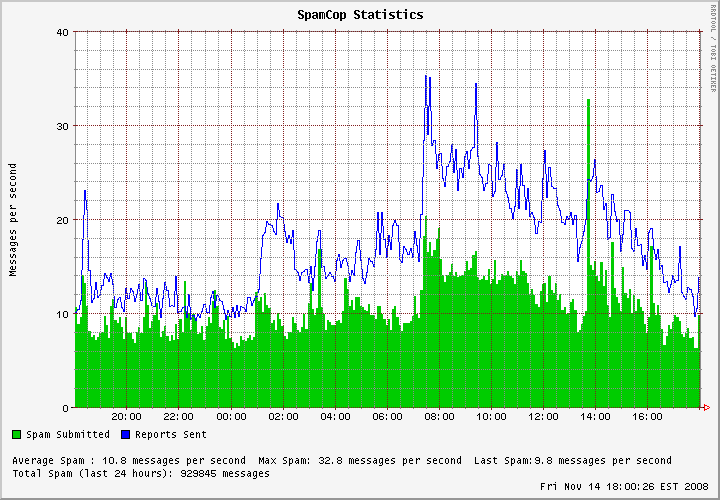 SpamCop Statistics
RRDTOOL / TOBI OETIKER
Messages per second
40
30
20
10
0
20:00 22:00 00:00 02:00 04:00 06:00 08:00 10:00 12:00 14:00 16:00
Spam Submitted Reports Sent
Average Spam : 10.8 messages per second Max Spam: 32.8 messages per second Last Spam:9.8 messages per second
Total Spam (last 24 hours): 929845 messages
Fri Nov 14 18:00:26 EST 2008